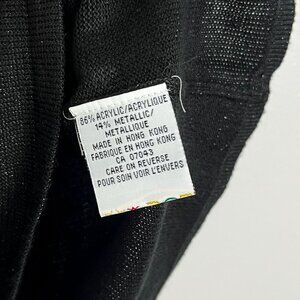 86% ACRYLIC/ACRYLIQUE
14% METALLIC/
METALLIQUE
MADE IN HONG KONG
FABRIQUE EN HONG KONG
CA 07043
CARE ON REVERSE
POUR SOIN VOIR L'ENVERS